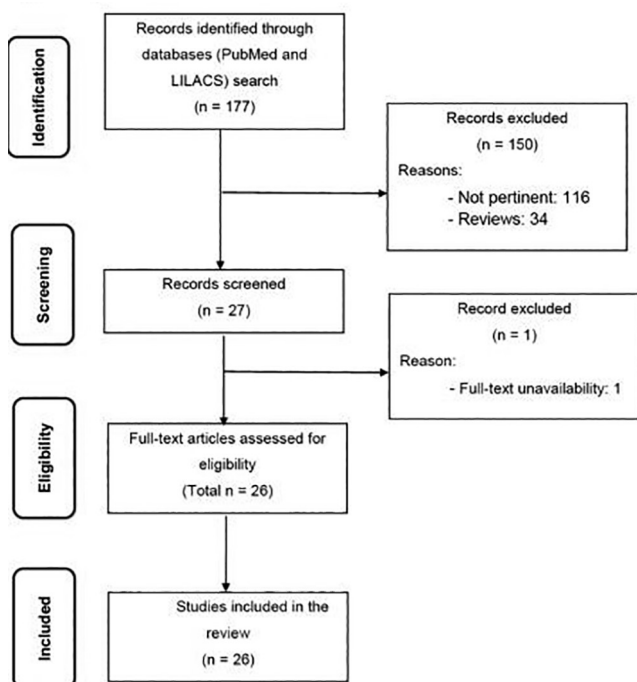 Identification
Records identified through
databases (PubMed and
LILACS) search
(n = 177)
Records excluded
(n = 150)
Reasons:
- Not pertinent: 116
- Reviews: 34
Screening
Records screened
(n = 27)
Record excluded
(n = 1)
Reason:
- Full-text unavailability: 1
Eligibility
Full-text articles assessed for
eligibility
(Total n = 26)
Included
Studies included in the
review
(n = 26)